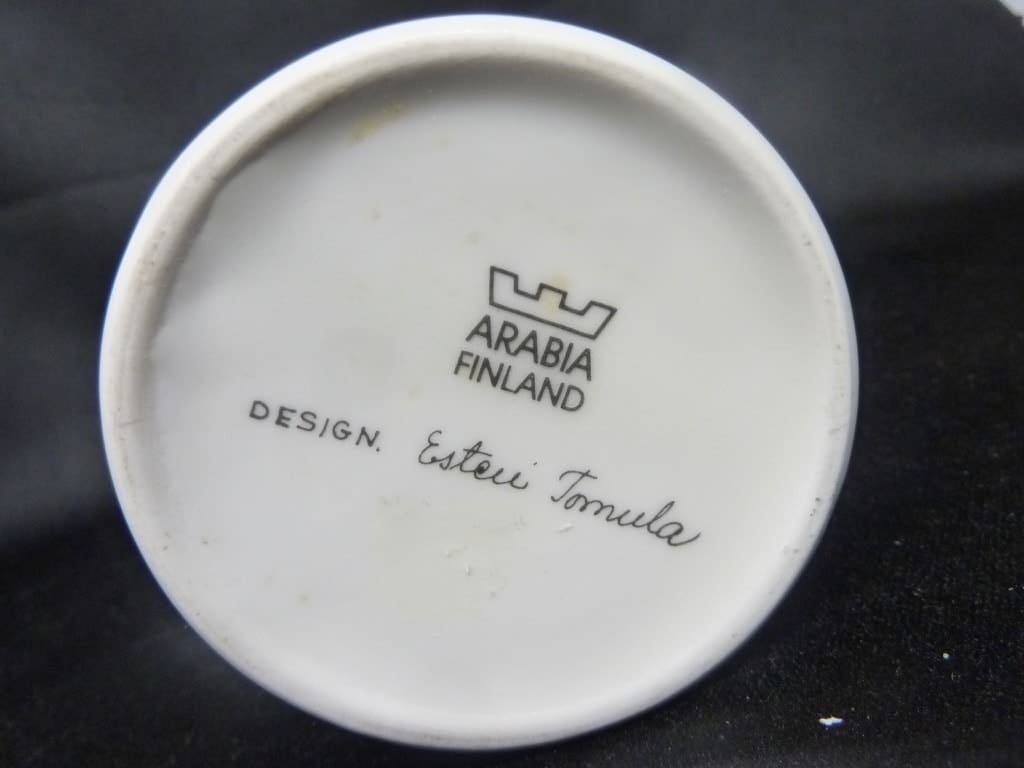 ARABIA
FINLAND
DESIGN. Esteri Tomula